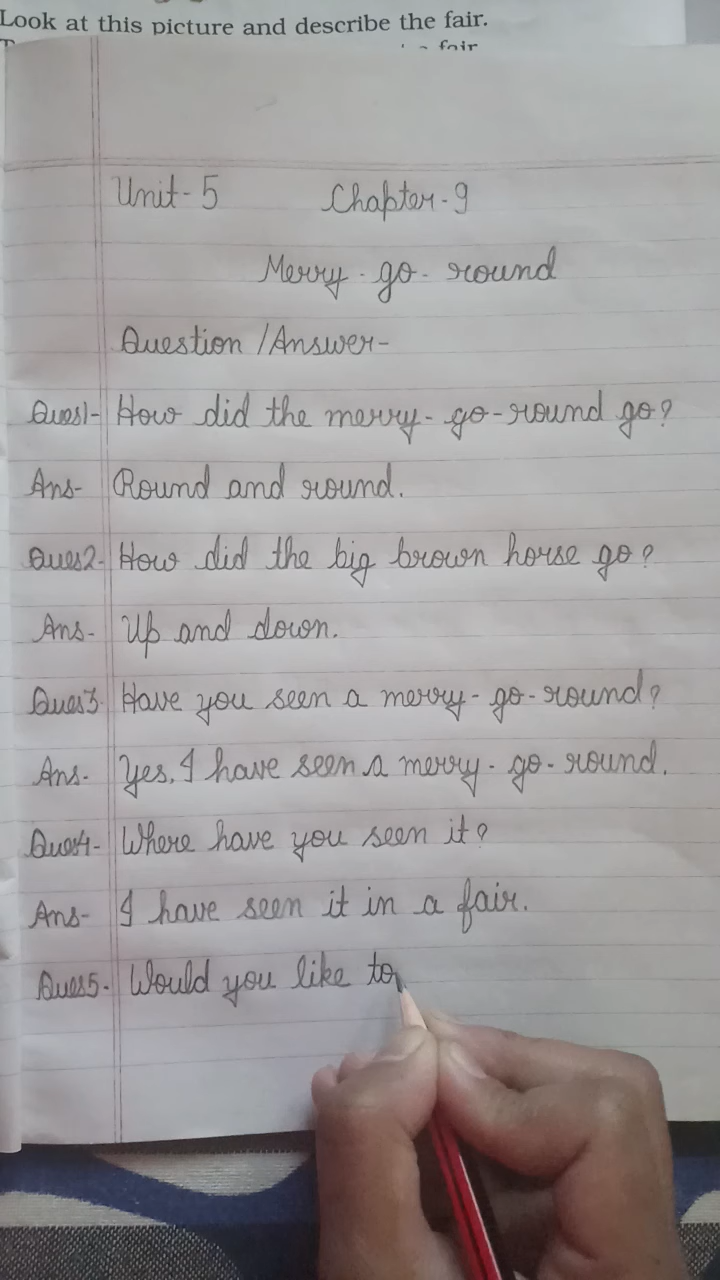 Look at this picture and describe the fair.
fair
Unit-5 Chapter-9
Merry-go-round
Question/Answer-
Ques1- How did the merry-go-round go?
Ans- Round and round.
Ques2- How did the big brown horse go?
Ans- Up and down.
Ques3- Have you seen a merry-go-round?
Ans- Yes, I have seen a merry-go-round.
Ques4- Where have you seen it?
Ans- I have seen it in a fair.
Ques5- Would you like to